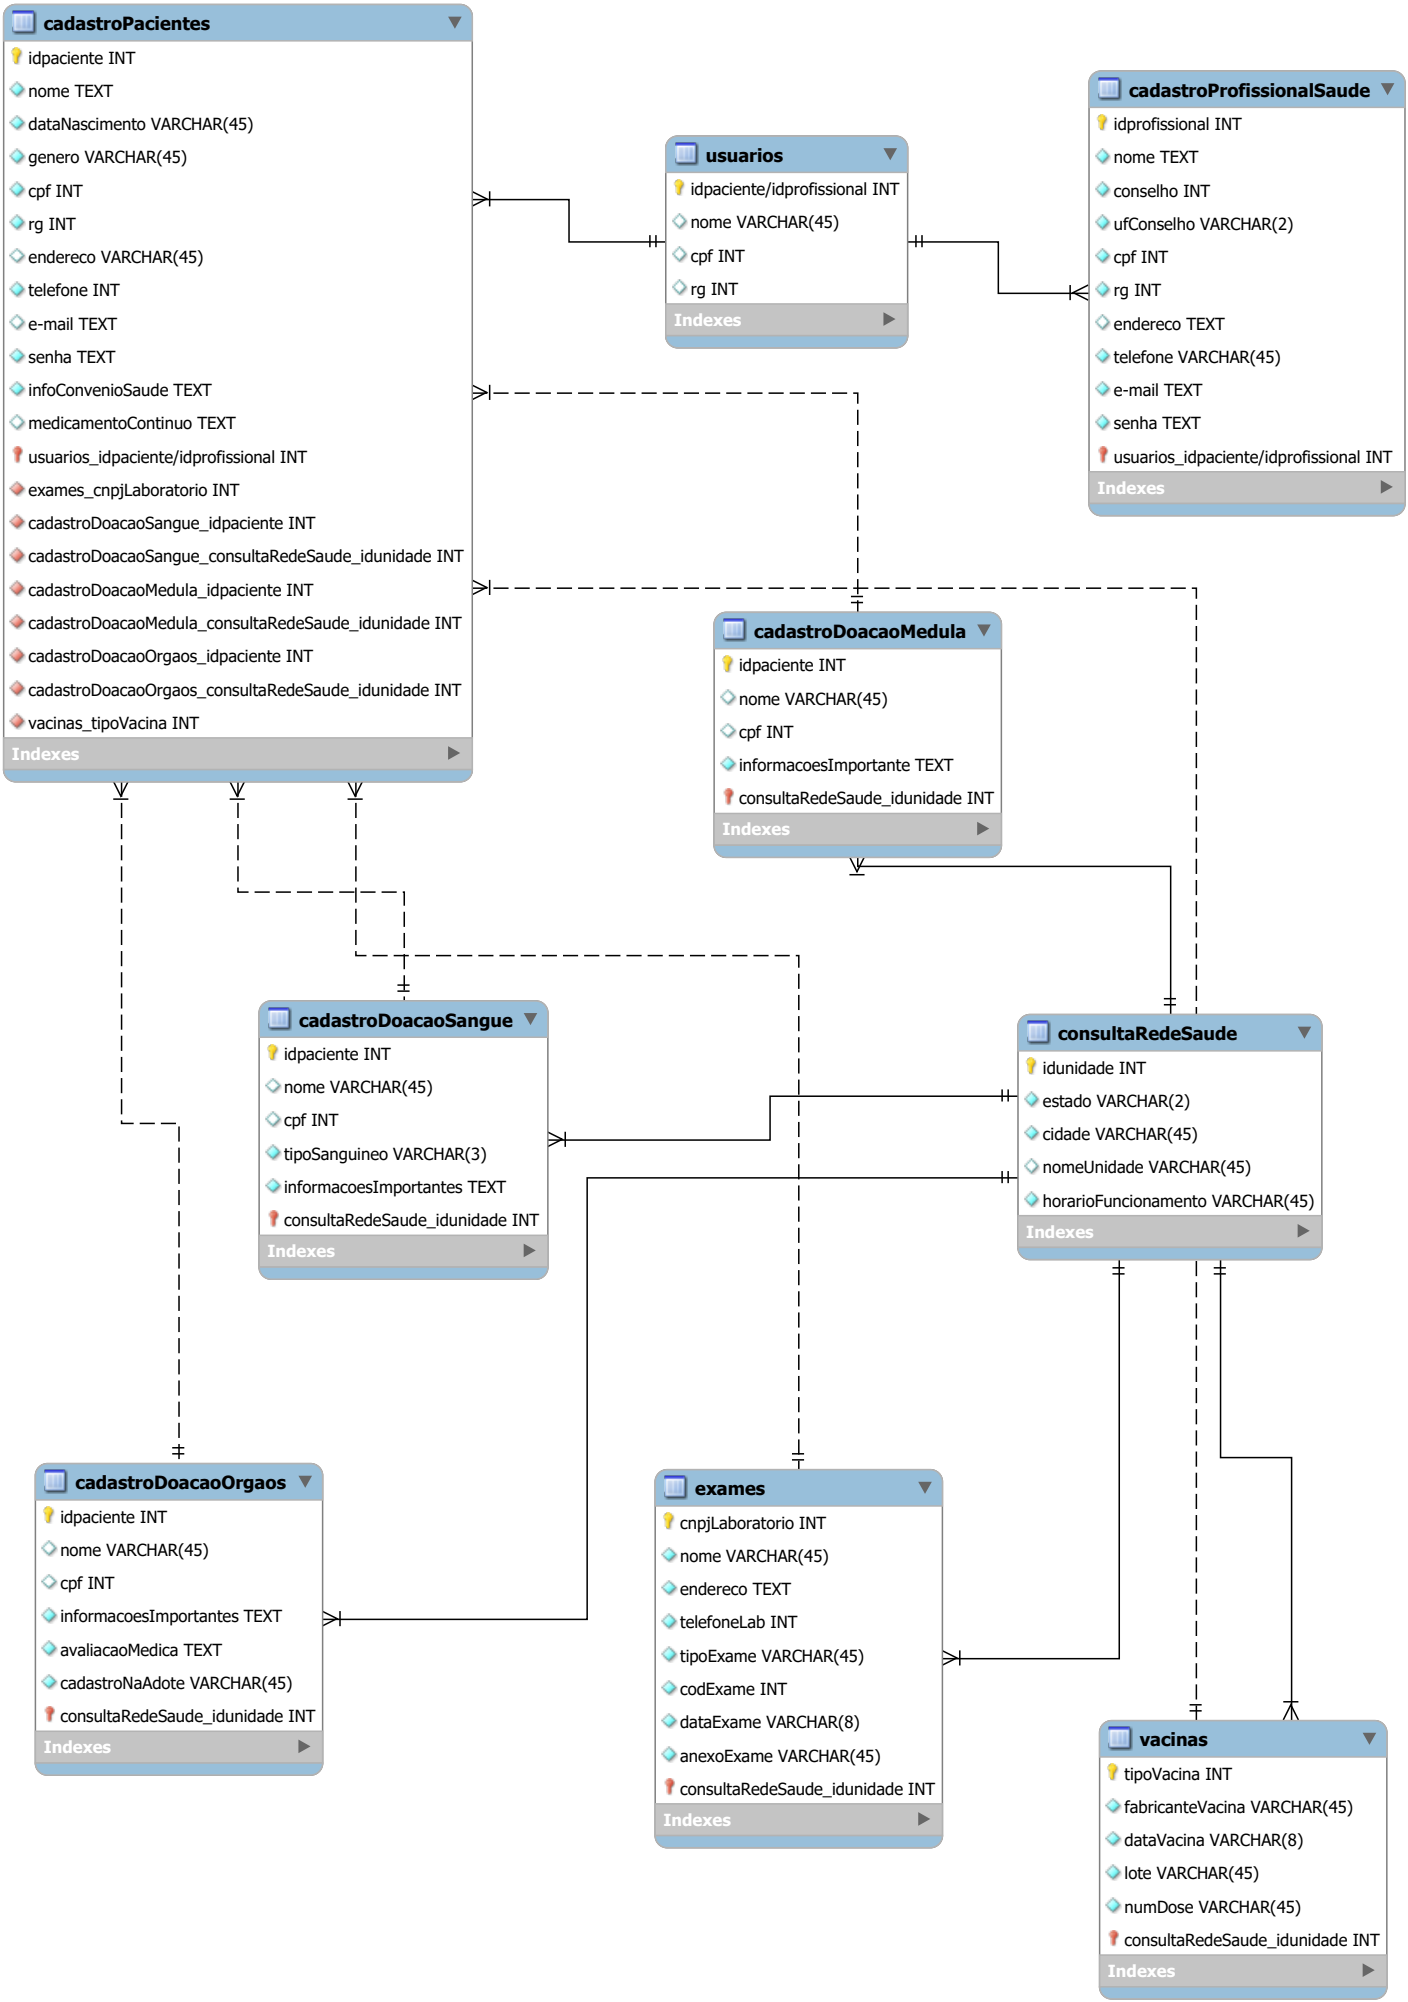 cadastroPacientes
idpaciente INT
nome TEXT
dataNascimento VARCHAR(45)
genero VARCHAR(45)
cpf INT
rg INT
endereco VARCHAR(45)
telefone INT
e-mail TEXT
senha TEXT
infoConvenioSaude TEXT
medicamentoContinuo TEXT
usuarios_idpaciente/idprofissional INT
exames_cnpjLaboratorio INT
cadastroDoacaoSangue_idpaciente INT
cadastroDoacaoSangue_consultaRedeSaude_idunidade INT
cadastroDoacaoMedula_idpaciente INT
cadastroDoacaoMedula_consultaRedeSaude_idunidade INT
cadastroDoacaoOrgaos_idpaciente INT
cadastroDoacaoOrgaos_consultaRedeSaude_idunidade INT
vacinas_tipoVacina INT
Indexes
usuarios
idpaciente/idprofissional INT
nome VARCHAR(45)
cpf INT
rg INT
Indexes
cadastroProfissionalSaude
idprofissional INT
nome TEXT
conselho INT
ufConselho VARCHAR(2)
cpf INT
rg INT
endereco TEXT
telefone VARCHAR(45)
e-mail TEXT
senha TEXT
usuarios_idpaciente/idprofissional INT
Indexes
cadastroDoacaoMedula
idpaciente INT
nome VARCHAR(45)
cpf INT
informacoesImportante TEXT
consultaRedeSaude_idunidade INT
Indexes
cadastroDoacaoSangue
idpaciente INT
nome VARCHAR(45)
cpf INT
tipoSanguineo VARCHAR(3)
informacoesImportantes TEXT
consultaRedeSaude_idunidade INT
Indexes
consultaRedeSaude
idunidade INT
estado VARCHAR(2)
cidade VARCHAR(45)
nomeUnidade VARCHAR(45)
horarioFuncionamento VARCHAR(45)
Indexes
cadastroDoacaoOrgaos
idpaciente INT
nome VARCHAR(45)
cpf INT
informacoesImportantes TEXT
avaliacaoMedica TEXT
cadastroNaAdote VARCHAR(45)
consultaRedeSaude_idunidade INT
Indexes
exames
cnpjLaboratorio INT
nome VARCHAR(45)
endereco TEXT
telefoneLab INT
tipoExame VARCHAR(45)
codExame INT
dataExame VARCHAR(8)
anexoExame VARCHAR(45)
consultaRedeSaude_idunidade INT
Indexes
vacinas
tipoVacina INT
fabricanteVacina VARCHAR(45)
dataVacina VARCHAR(8)
lote VARCHAR(45)
numDose VARCHAR(45)
consultaRedeSaude_idunidade INT
Indexes